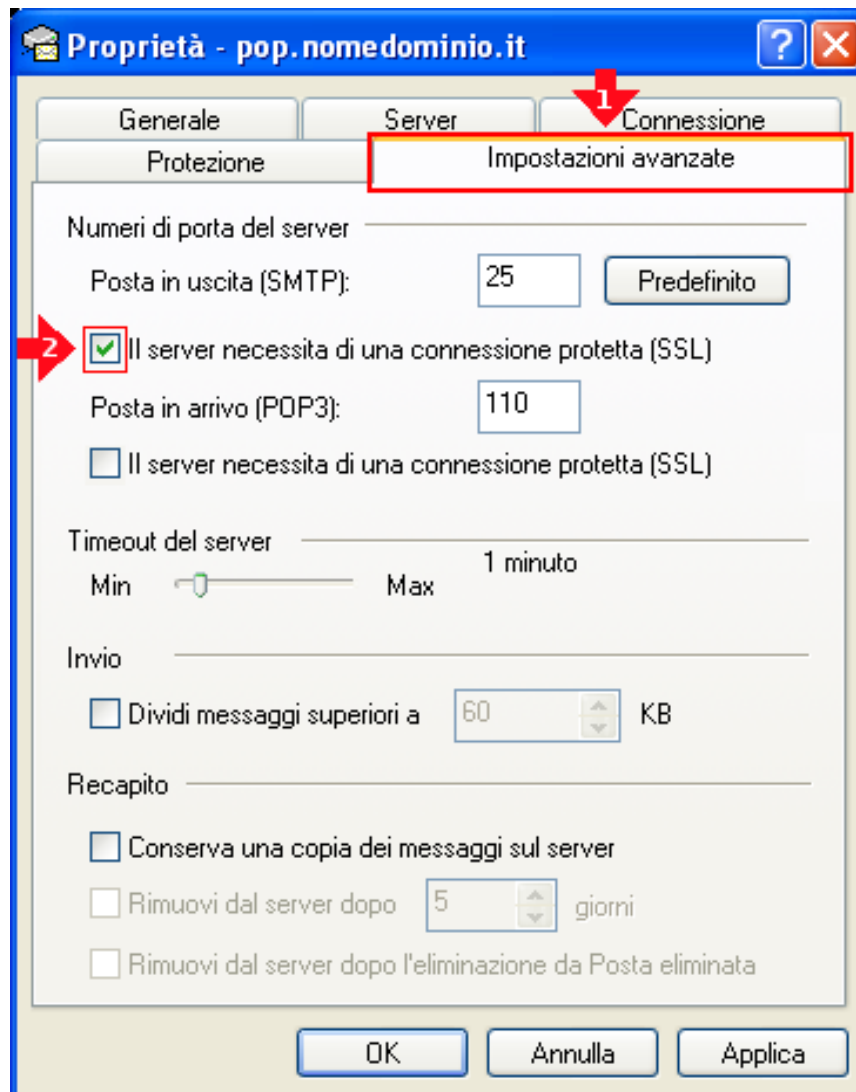 Proprietà - pop.nomedominio.it
1
Generale Server Connessione
Protezione Impostazioni avanzate
Numeri di porta del server
Posta in uscita (SMTP): 25 Predefinito
2 Il server necessita di una connessione protetta (SSL)
Posta in arrivo (POP3): 110
Il server necessita di una connessione protetta (SSL)
Timeout del server
Min Max 1 minuto
Invio
Dividi messaggi superiori a 60 KB
Recapito
Conserva una copia dei messaggi sul server
Rimuovi dal server dopo 5 giorni
Rimuovi dal server dopo l'eliminazione da Posta eliminata
OK Annulla Applica